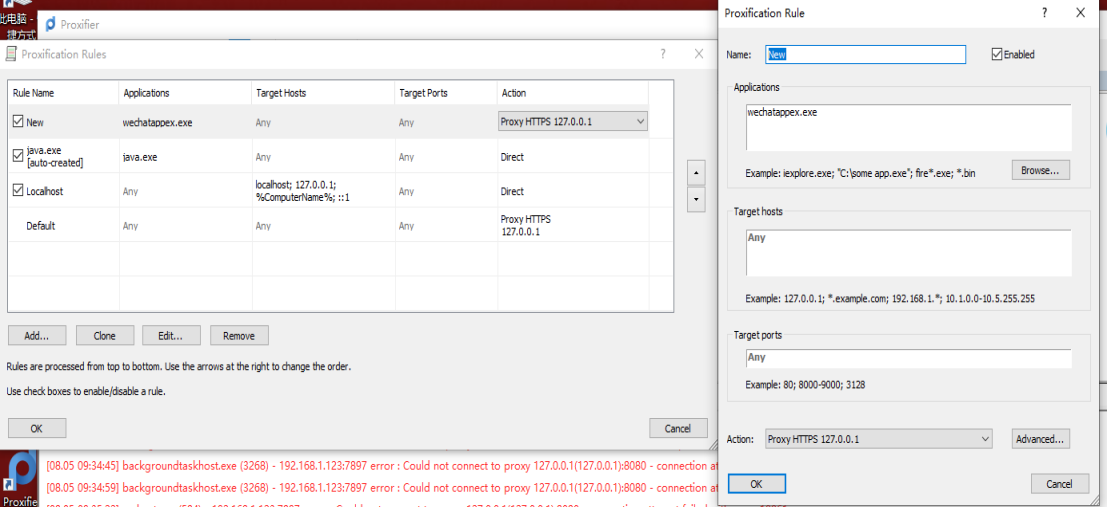 此电脑 -
捷方式
Proxifier
Proxification Rules
?
X
Rule Name Applications Target Hosts Target Ports Action
New wechatappex.exe Any Any Proxy HTTPS 127.0.0.1
java.exe
[auto-created] java.exe Any Any Direct
Localhost Any localhost; 127.0.0.1;
%ComputerName%; ::1 Any Direct
Default Any Any Any Proxy HTTPS
127.0.0.1
Add... Clone Edit... Remove
Rules are processed from top to bottom. Use the arrows at the right to change the order.
Use check boxes to enable/disable a rule.
OK Cancel
[08.05 09:34:45] backgroundtaskhost.exe (3268) - 192.168.1.123:7897 error : Could not connect to proxy 127.0.0.1(127.0.0.1):8080 - connection at
[08.05 09:34:59] backgroundtaskhost.exe (3268) - 192.168.1.123:7897 error : Could not connect to proxy 127.0.0.1(127.0.0.1):8080 - connection at
Proxifie
Proxification Rule
?
X
Name: New Enabled
Applications
wechatappex.exe
Example: iexplore.exe; "C:\some app.exe"; fire*.exe; *.bin Browse...
Target hosts
Any
Example: 127.0.0.1; *.example.com; 192.168.1.*; 10.1.0.0-10.5.255.255
Target ports
Any
Example: 80; 8000-9000; 3128
Action: Proxy HTTPS 127.0.0.1 Advanced...
OK Cancel